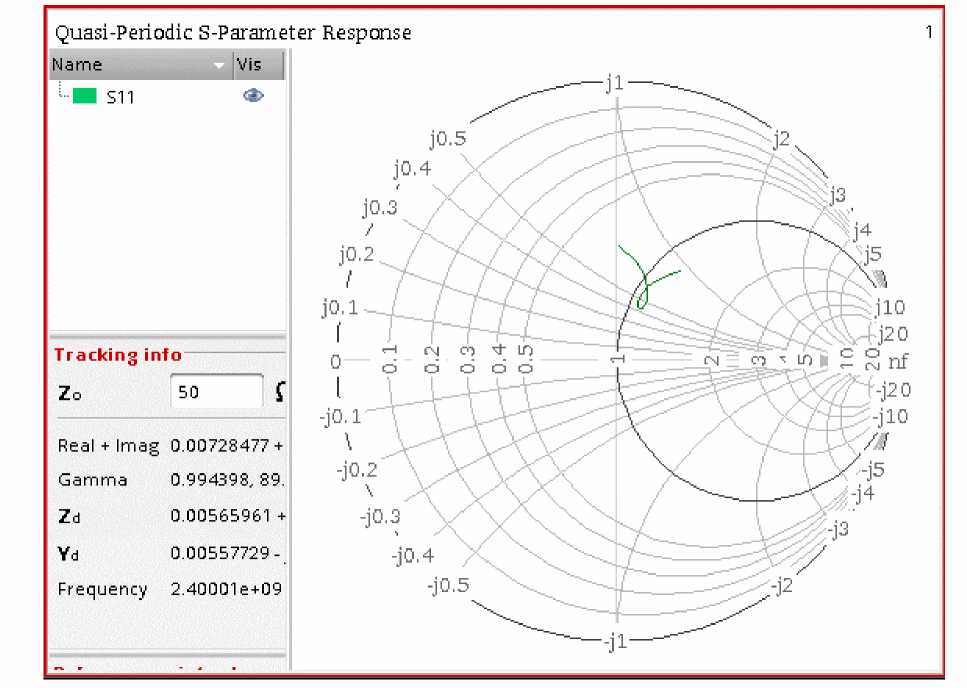 Quasi-Periodic S-Parameter Response
1
Name Vis
S11
Tracking info
Zo 50
Real + Imag 0.00728477 +
Gamma 0.994398, 89.
Zd 0.00565961 +
Yd 0.00557729 -
Frequency 2.40001e+09
j1
j0.5 j2
j0.4
j0.3 j3
j0.2 j4
j5
j0.1 j10
j20
0 0.1 0.2 0.3 0.4 0.5 1 2 3 4 5 10 20 nf
-j20
-j0.1 -j10
-j0.2 -j5
-j4
-j0.3 -j3
-j0.4
-j0.5 -j2
-j1